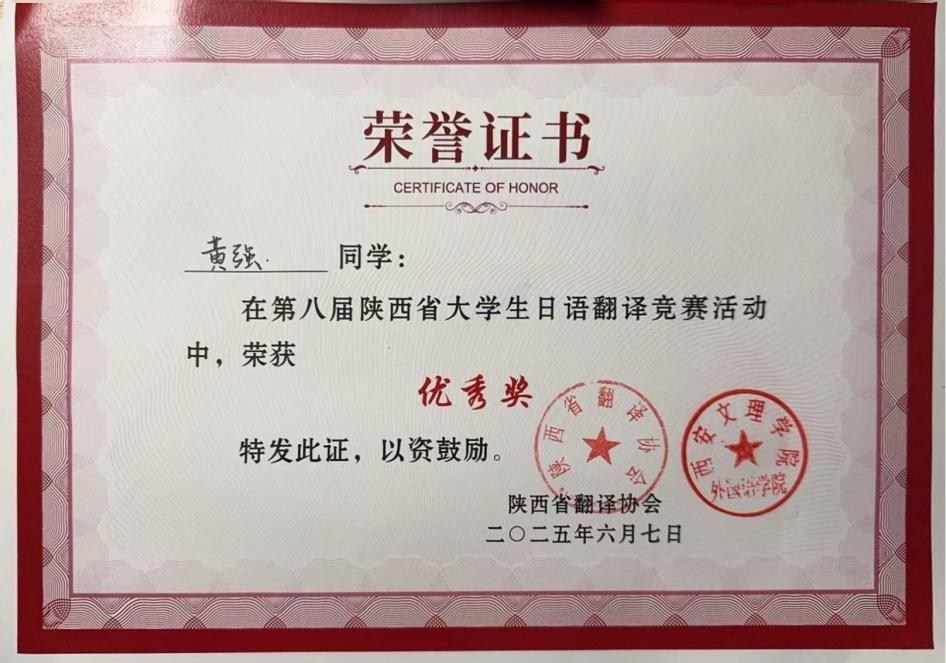 荣誉证书
CERTIFICATE OF HONOR
黄强. 同学：
在第八届陕西省大学生日语翻译竞赛活动
中，荣获
优秀奖
特发此证，以资鼓励。
陕西省翻译协会
西安文理学院
外国语学院
陕西省翻译协会
二〇二五年六月七日